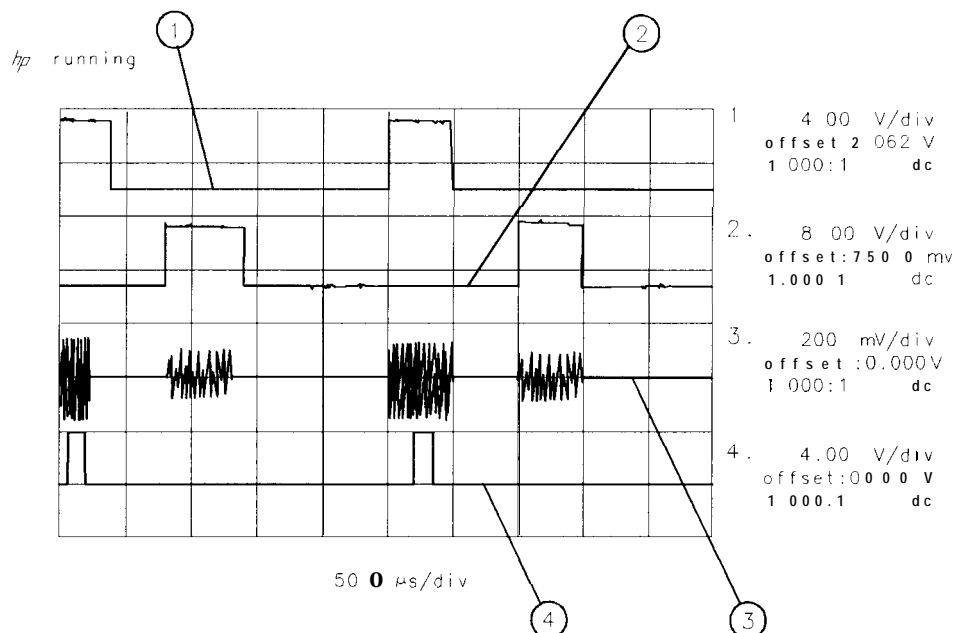 1
2
hp running
1 4 00 V/div
offset 2 062 V
1 000:1 dc
2. 8 00 V/div
offset:750 0 mv
1.000 1 dc
3. 200 mV/div
offset :0.000V
1 000:1 dc
4. 4.00 V/div
offset:0000 V
1 000.1 dc
50 0 μs/div
4
3